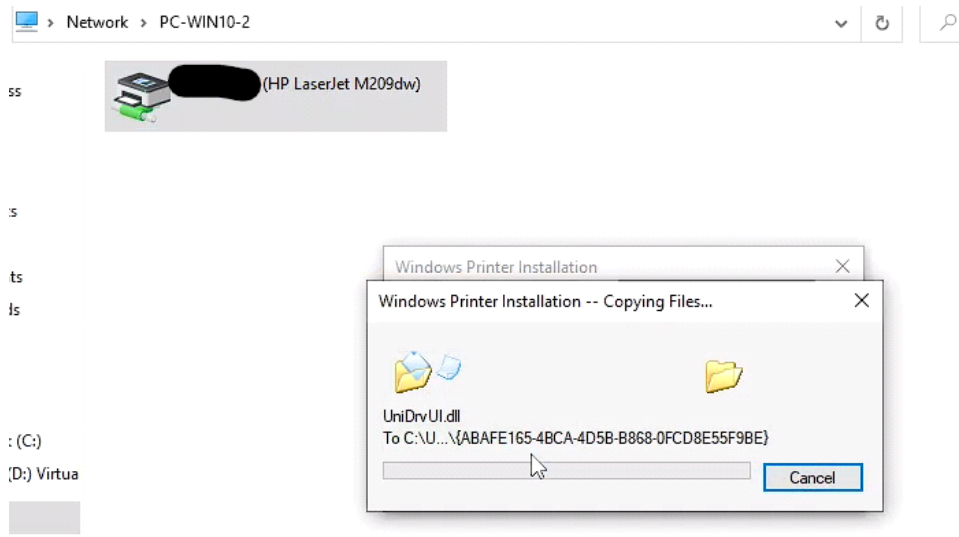 Network > PC-WIN10-2
ss
(HP LaserJet M209dw)
ts
ds
Windows Printer Installation
Windows Printer Installation -- Copying Files...
UniDrvUI.dll
To C:\U...\{ABAFE165-4BCA-4D5B-B868-0FCD8E55F9BE}
(C:)
(D:) Virtua
Cancel